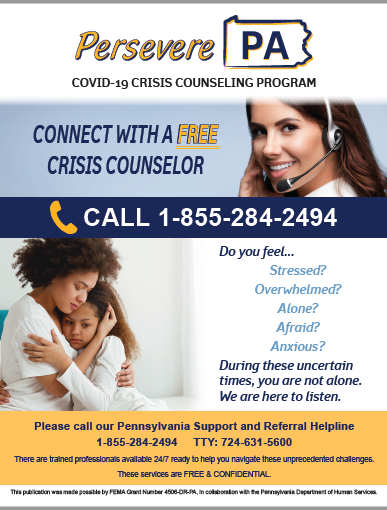 Persevere PA
COVID-19 CRISIS COUNSELING PROGRAM
CONNECT WITH A FREE
CRISIS COUNSELOR
CALL 1-855-284-2494
Do you feel...
Stressed?
Overwhelmed?
Alone?
Afraid?
Anxious?
During these uncertain
times, you are not alone.
We are here to listen.
Please call our Pennsylvania Support and Referral Helpline
1-855-284-2494 TTY: 724-631-5600
There are trained professionals available 24/7 ready to help you navigate these unprecedented challenges.
These services are FREE & CONFIDENTIAL.
This publication was made possible by FEMA Grant Number 4506-DR-PA, in collaboration with the Pennsylvania Department of Human Services.